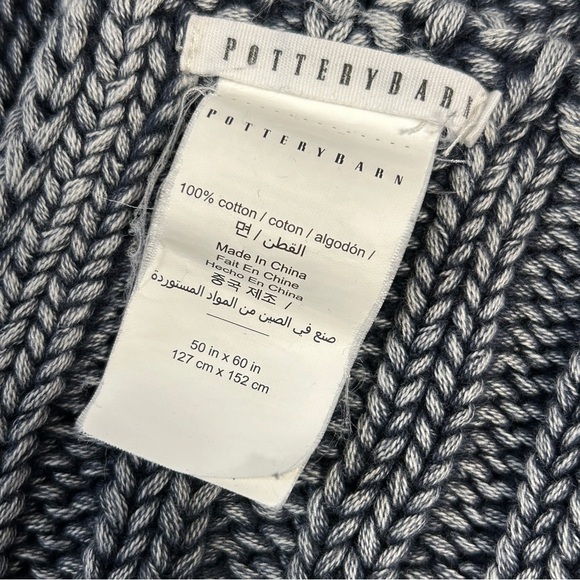 POTTERYBARN
POTTERYBARN
100% cotton / coton / algodón /
면 / القطن /
Made In China
Fait En Chine
Hecho En China
중국 제조 /
صنع في الصين من المواد المستوردة
50 in x 60 in
127 cm x 152 cm